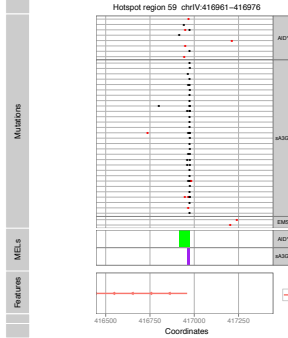 Hotspot region 59 chrIV:416961−416976
Mutations
AID*
sA3G
EMS
MELs
AID*
sA3G
Features
416500 416750 417000 417250
Coordinates